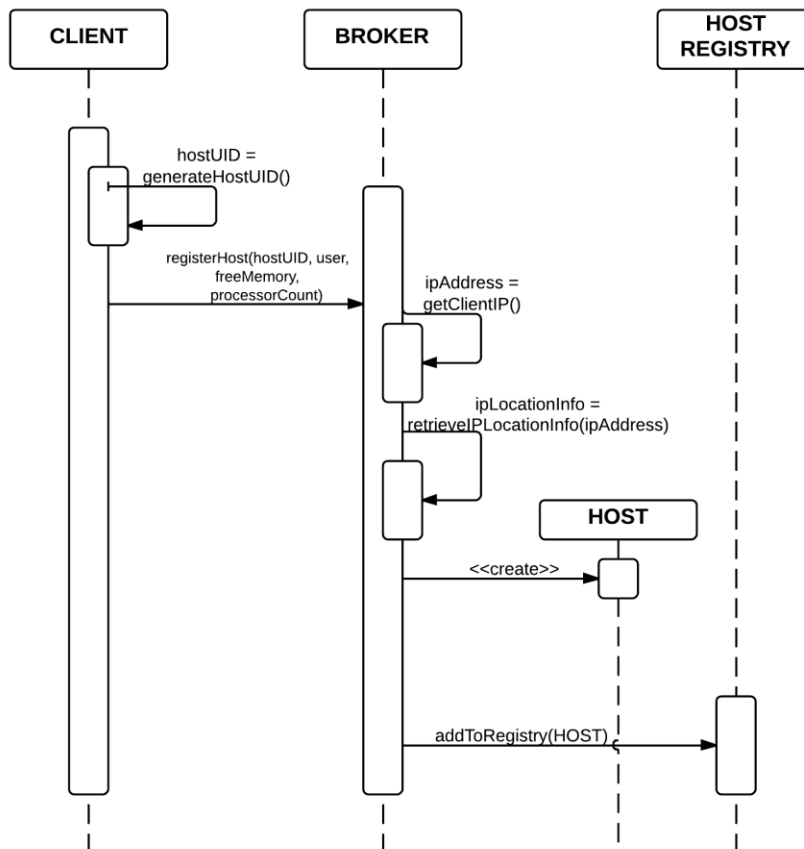 CLIENT
BROKER
HOST
REGISTRY
hostUID =
generateHostUID()
registerHost(hostUID, user,
freeMemory,
processorCount)
ipAddress =
getClientIP()
ipLocationInfo =
retrieveIPLocationInfo(ipAddress)
HOST
<<create>>
addToRegistry(HOST)